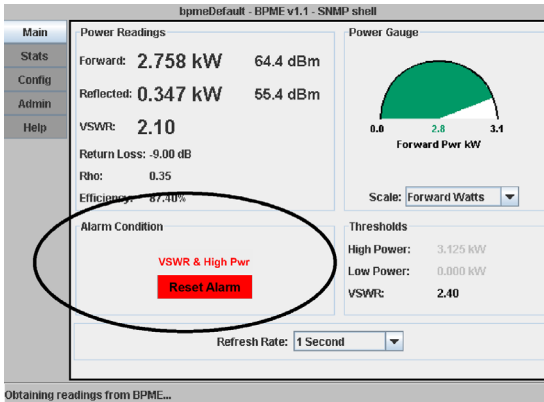 bpmeDefault - BPME v1.1 - SNMP shell
Main
Stats
Config
Admin
Help
Power Readings
Forward: 2.758 kW 64.4 dBm
Reflected: 0.347 kW 55.4 dBm
VSWR: 2.10
Return Loss: -9.00 dB
Rho: 0.35
Efficiency: 87.40%
Power Gauge
0.0 2.8 3.1
Forward Pwr kW
Scale: Forward Watts
Alarm Condition
VSWR & High Pwr
Reset Alarm
Thresholds
High Power: 3.125 kW
Low Power: 0.000 kW
VSWR: 2.40
Refresh Rate: 1 Second
Obtaining readings from BPME...